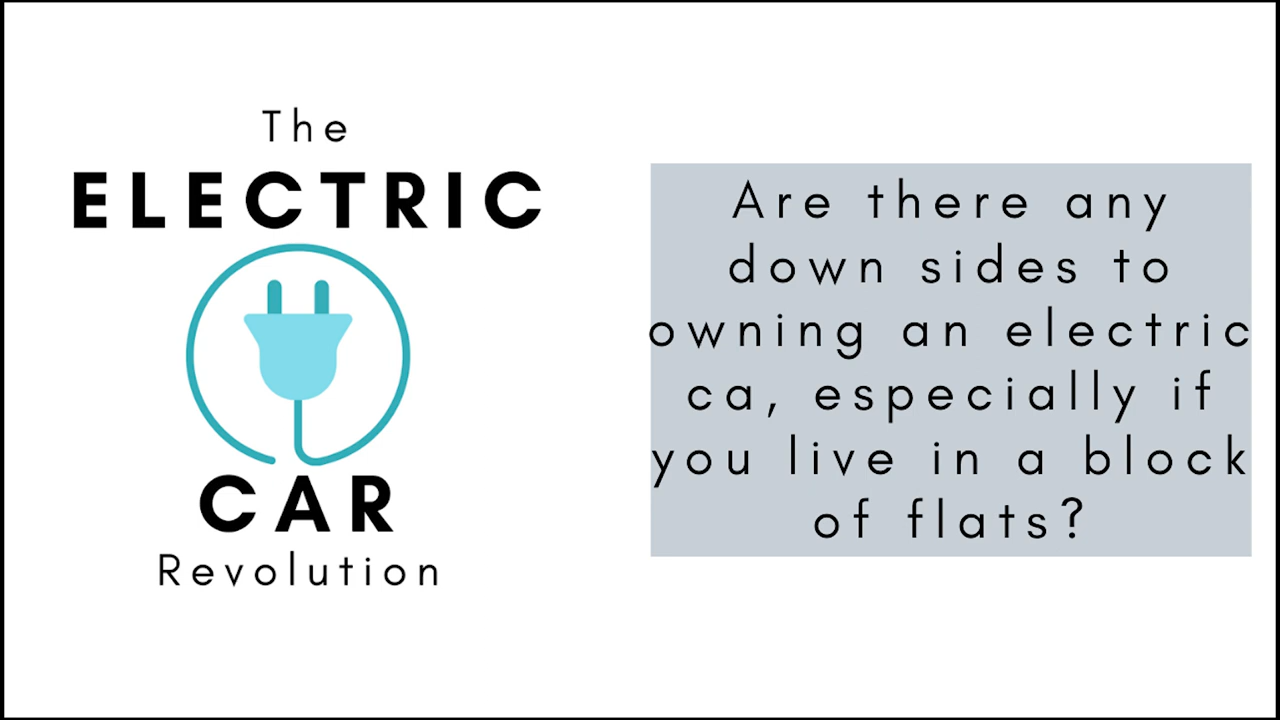 The
ELECTRIC
CAR
Revolution
Are there any
down sides to
owning an electric
ca, especially if
you live in a block
of flats?